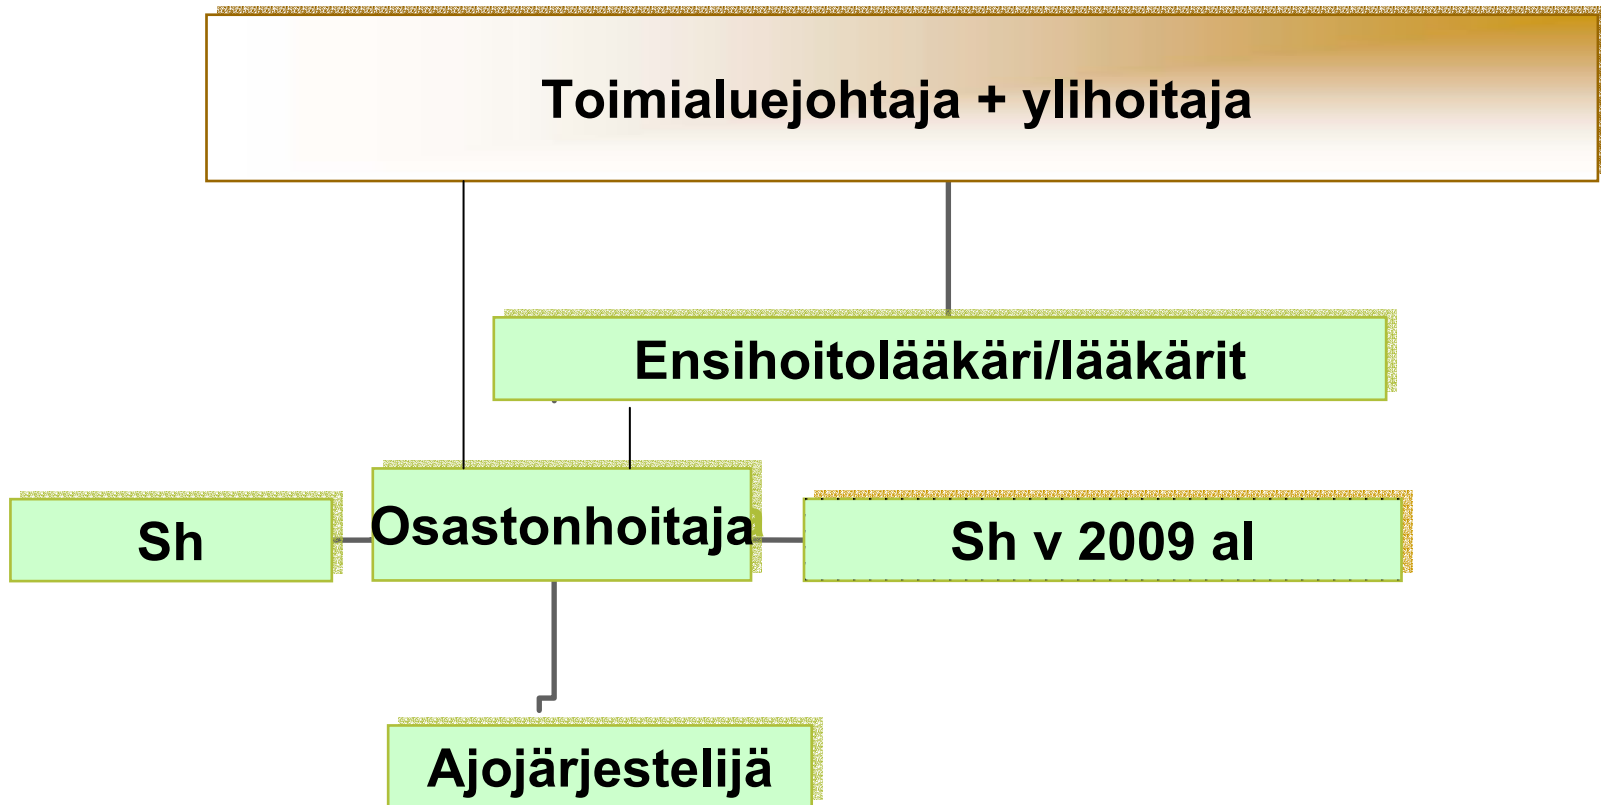 Toimialuejohtaja + ylihoitaja
Ensihoitolääkäri/lääkärit
Sh
Osastonhoitaja
Sh v 2009 al
Ajojärjestelijä